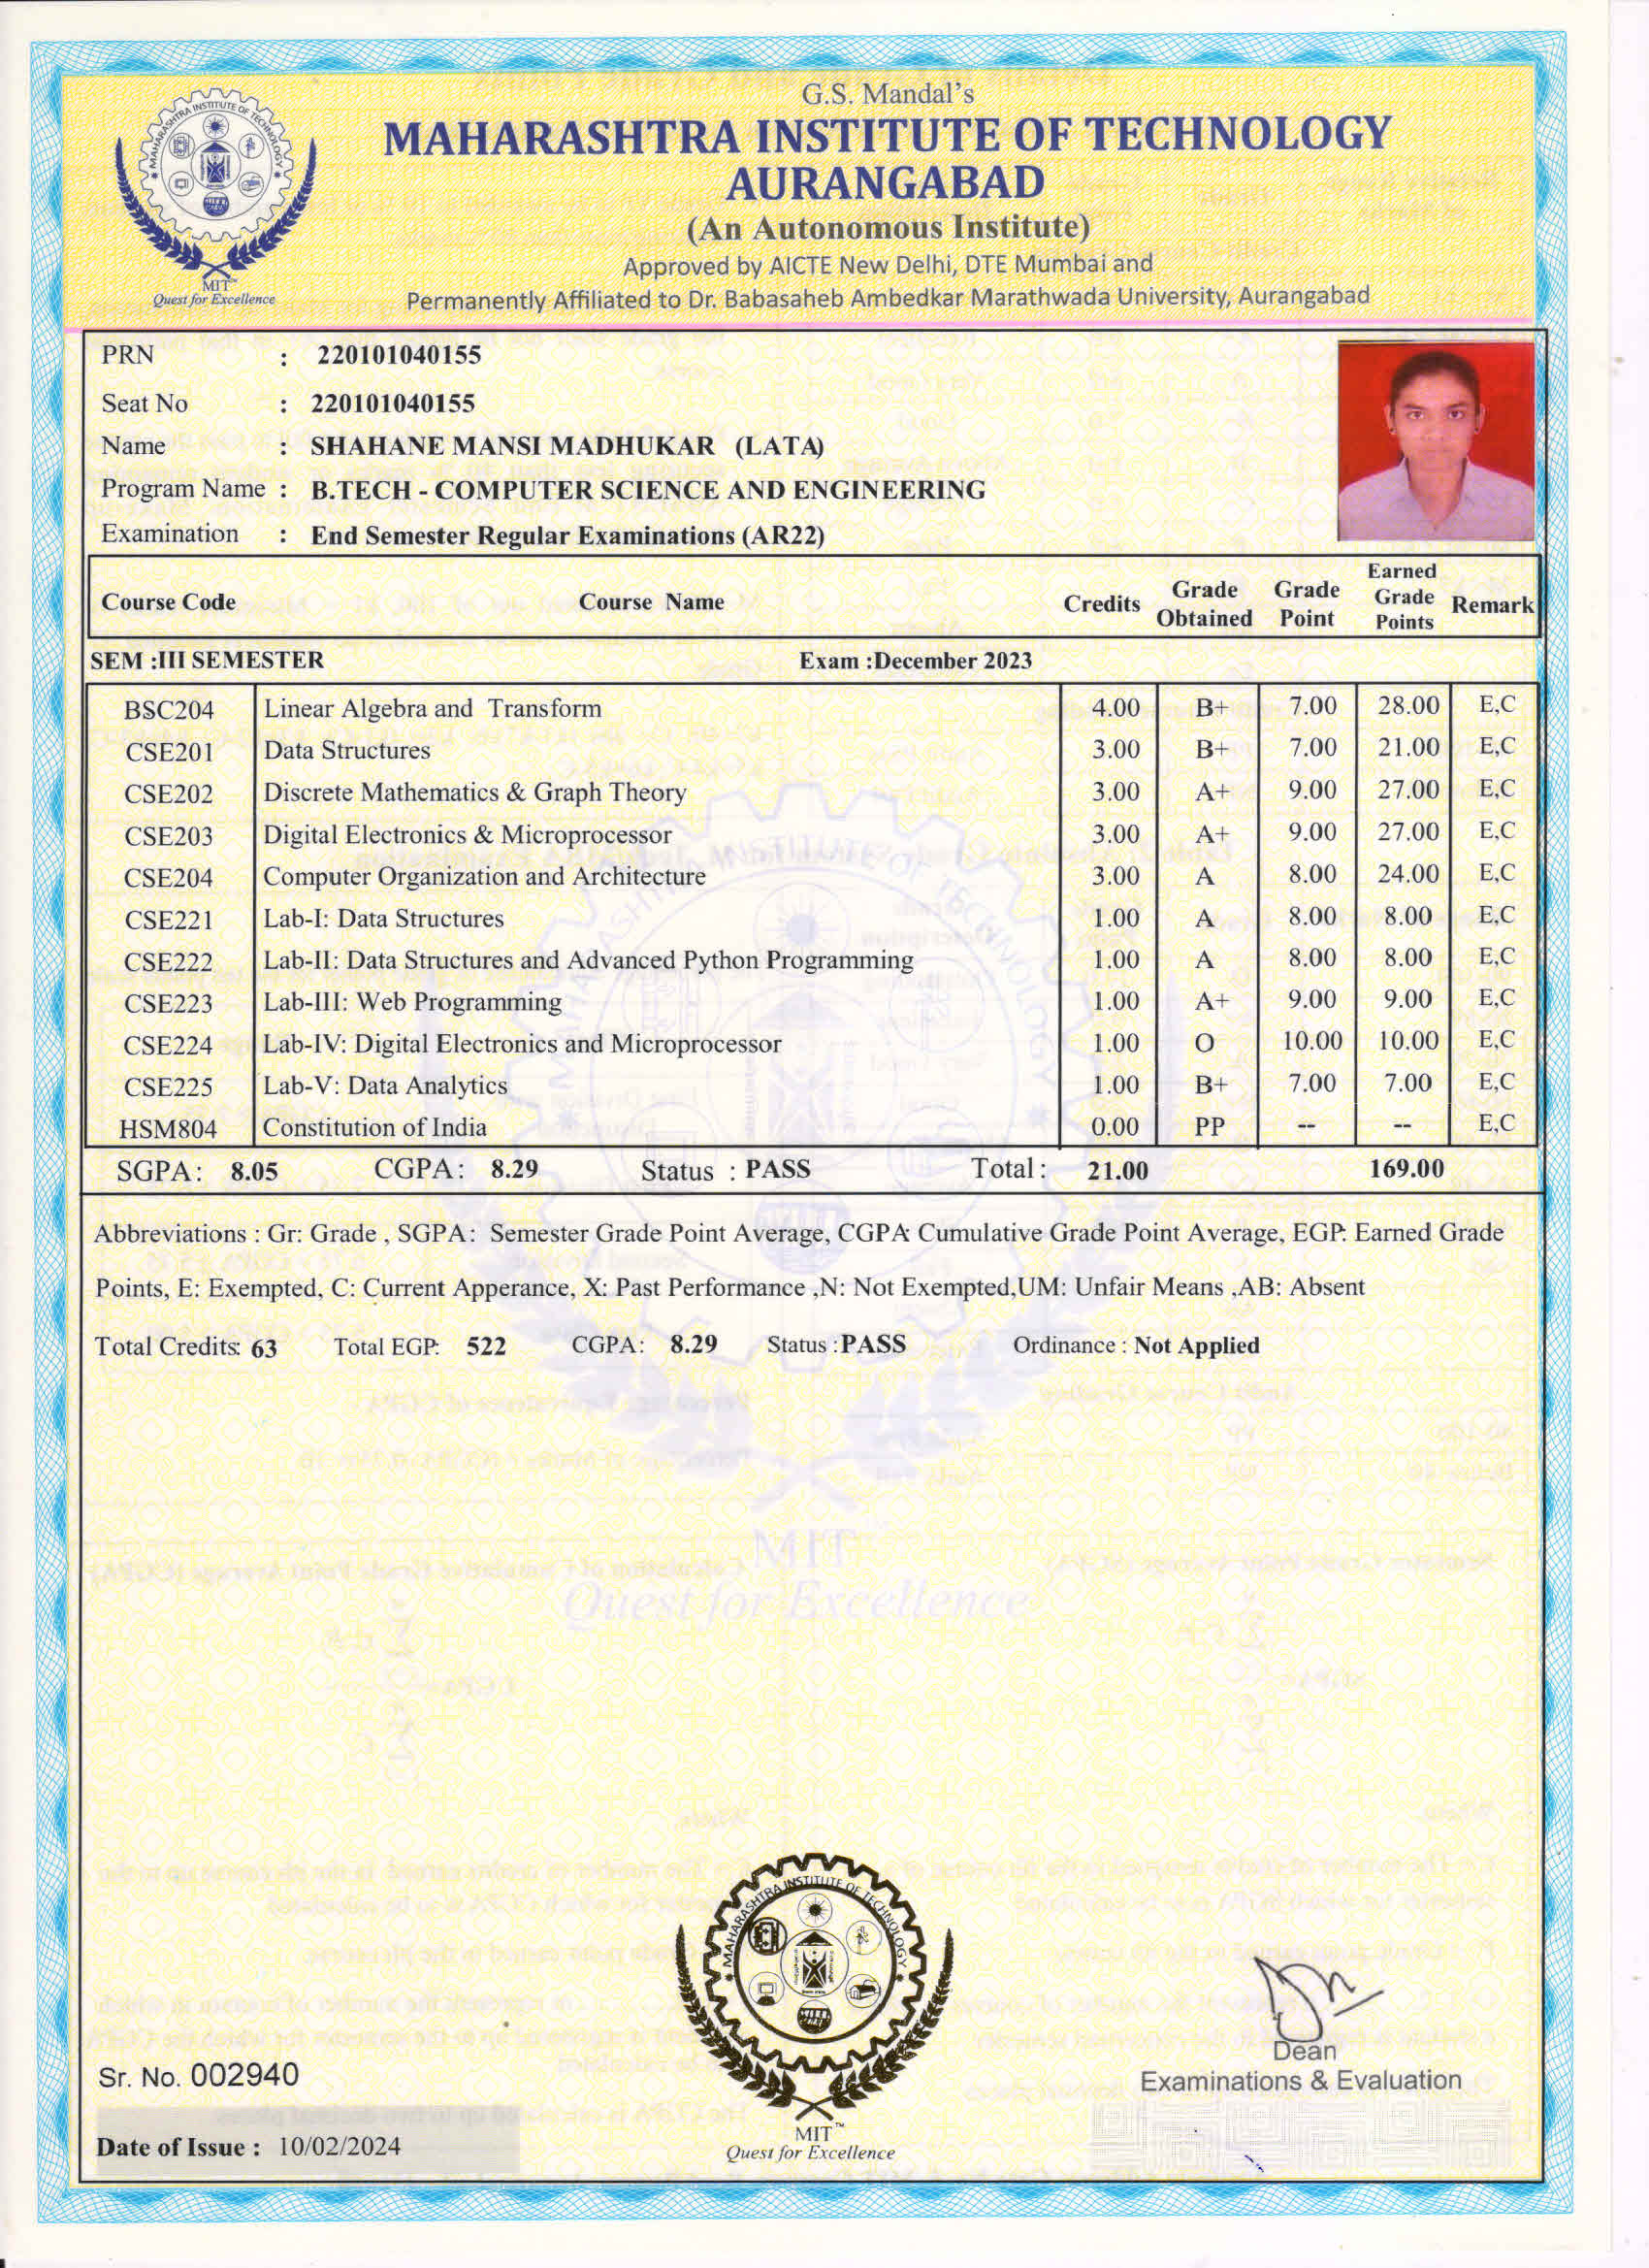 G.S. Mandal's
MAHARASHTRA INSTITUTE OF TECHNOLOGY
AURANGABAD
(An Autonomous Institute)
Approved by AICTE New Delhi, DTE Mumbai and
Permanently Affiliated to Dr. Babasaheb Ambedkar Marathwada University, Aurangabad
MAHARASHTRA INSTITUTE OF TECHNOLOGY
MIT™
Quest for Excellence
PRN : 220101040155
Seat No : 220101040155
Name : SHAHANE MANSI MADHUKAR (LATA)
Program Name : B.TECH - COMPUTER SCIENCE AND ENGINEERING
Examination : End Semester Regular Examinations (AR22)
Course Code Course Name Credits Grade Obtained Grade Point Earned Grade Points Remark
SEM :III SEMESTER Exam :December 2023
BSC204 Linear Algebra and Transform 4.00 B+ 7.00 28.00 E,C
CSE201 Data Structures 3.00 B+ 7.00 21.00 E,C
CSE202 Discrete Mathematics & Graph Theory 3.00 A+ 9.00 27.00 E,C
CSE203 Digital Electronics & Microprocessor 3.00 A+ 9.00 27.00 E,C
CSE204 Computer Organization and Architecture 3.00 A 8.00 24.00 E,C
CSE221 Lab-I: Data Structures 1.00 A 8.00 8.00 E,C
CSE222 Lab-II: Data Structures and Advanced Python Programming 1.00 A 8.00 8.00 E,C
CSE223 Lab-III: Web Programming 1.00 A+ 9.00 9.00 E,C
CSE224 Lab-IV: Digital Electronics and Microprocessor 1.00 O 10.00 10.00 E,C
CSE225 Lab-V: Data Analytics 1.00 B+ 7.00 7.00 E,C
HSM804 Constitution of India 0.00 PP -- -- E,C
SGPA: 8.05 CGPA: 8.29 Status : PASS Total : 21.00 169.00
Abbreviations : Gr: Grade , SGPA: Semester Grade Point Average, CGPA: Cumulative Grade Point Average, EGP: Earned Grade
Points, E: Exempted, C: Current Apperance, X: Past Performance ,N: Not Exempted,UM: Unfair Means ,AB: Absent
Total Credits: 63 Total EGP: 522 CGPA: 8.29 Status :PASS Ordinance : Not Applied
MIT
Quest for Excellence
MAHARASHTRA INSTITUTE OF TECHNOLOGY
Dean
Examinations & Evaluation
Sr. No. 002940
Date of Issue : 10/02/2024
MIT™
Quest for Excellence